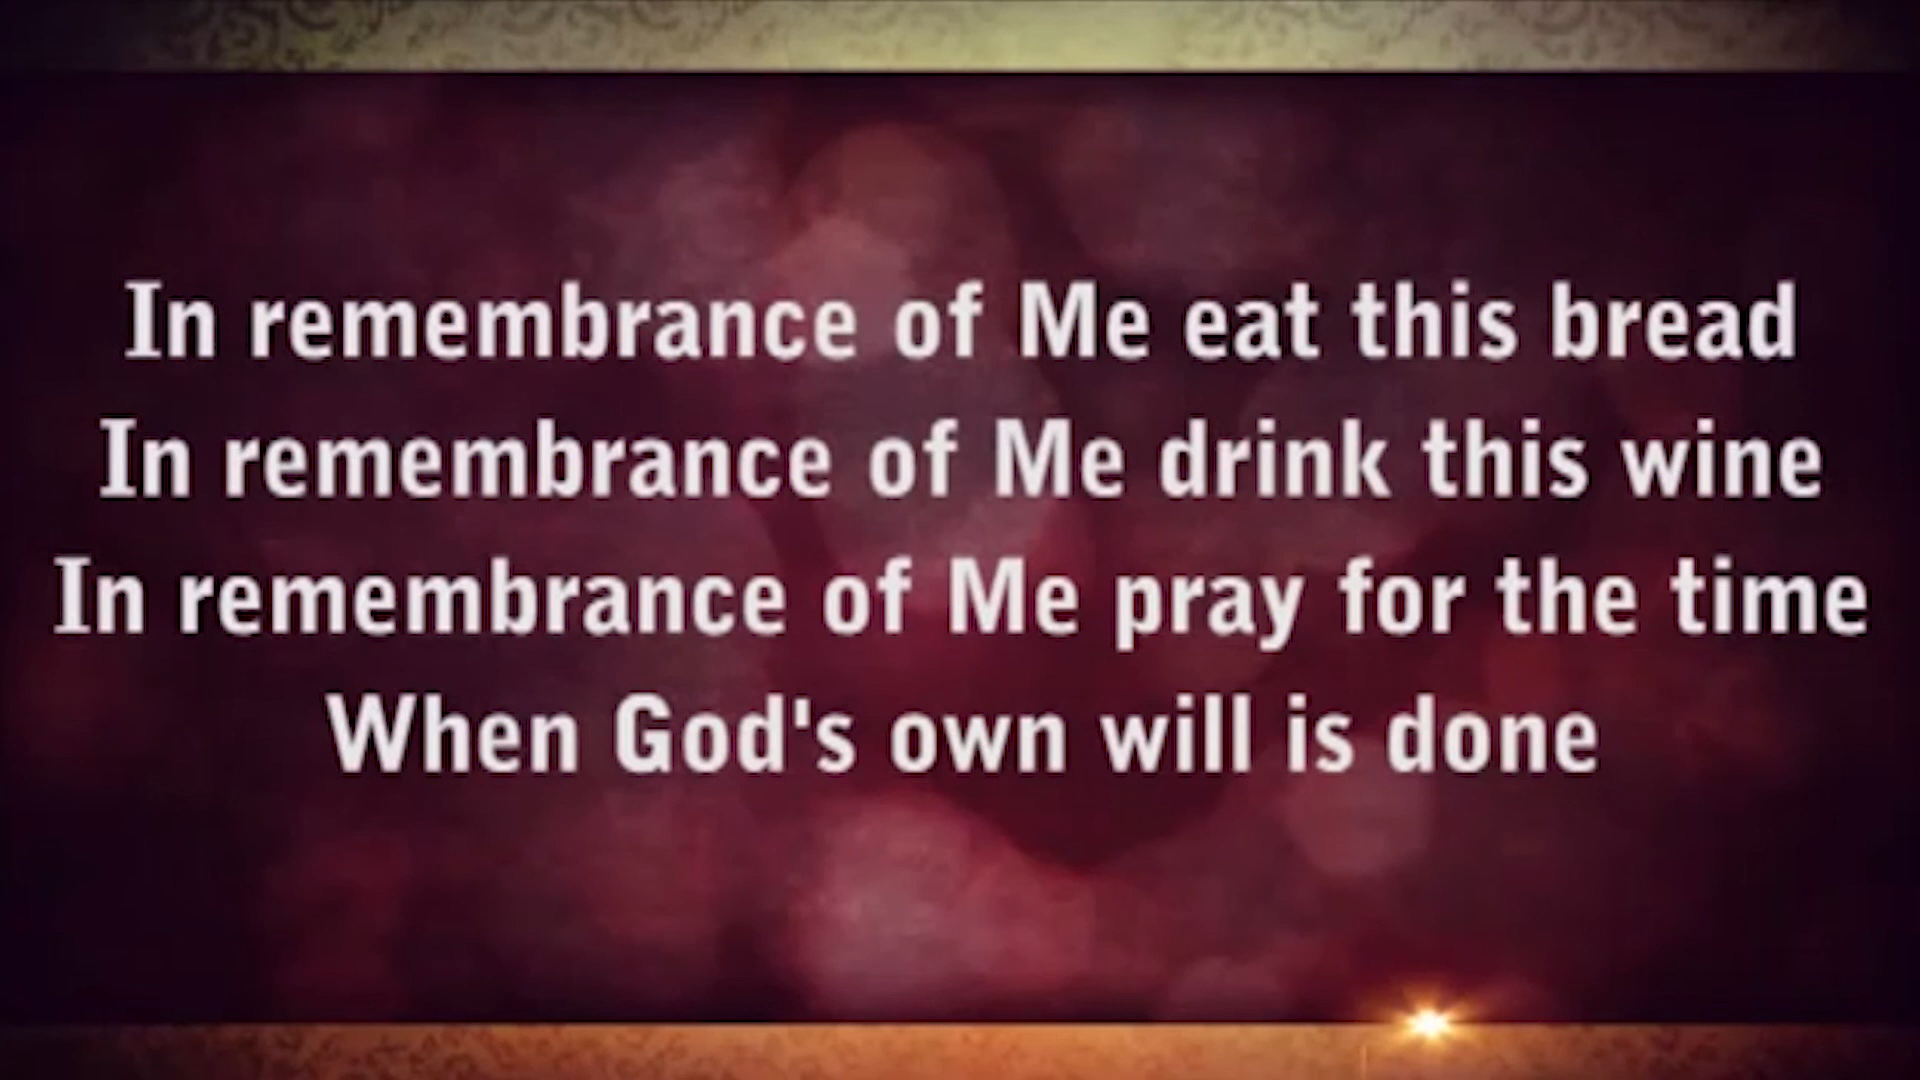 In remembrance of Me eat this bread
In remembrance of Me drink this wine
In remembrance of Me pray for the time
When God's own will is done